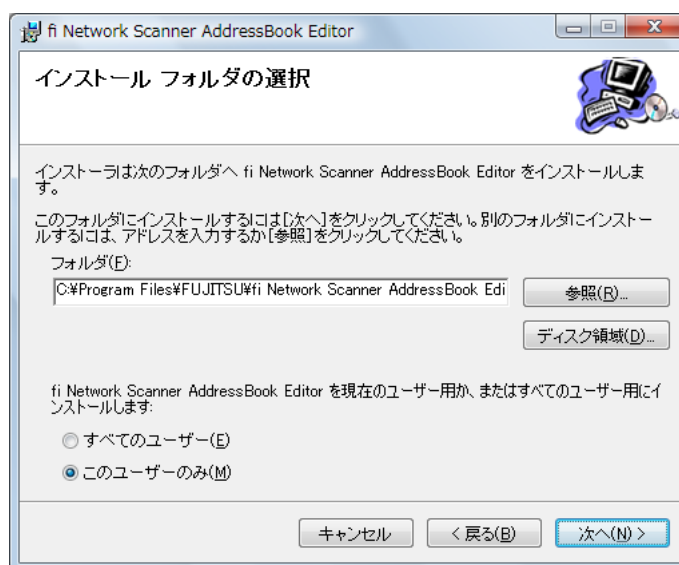 fi Network Scanner AddressBook Editor
インストール フォルダの選択
インストーラは次のフォルダへ fi Network Scanner AddressBook Editor をインストールしま
す。
このフォルダにインストールするには[次へ]をクリックしてください。別のフォルダにインストー
ルするには、アドレスを入力するか[参照]をクリックしてください。
フォルダ(F):
C:¥Program Files¥FUJITSU¥fi Network Scanner AddressBook Edi
参照(R)...
ディスク領域(D)...
fi Network Scanner AddressBook Editor を現在のユーザー用か、またはすべてのユーザー用にイ
ンストールします:
すべてのユーザー(E)
このユーザーのみ(M)
キャンセル
< 戻る(B)
次へ(N) >